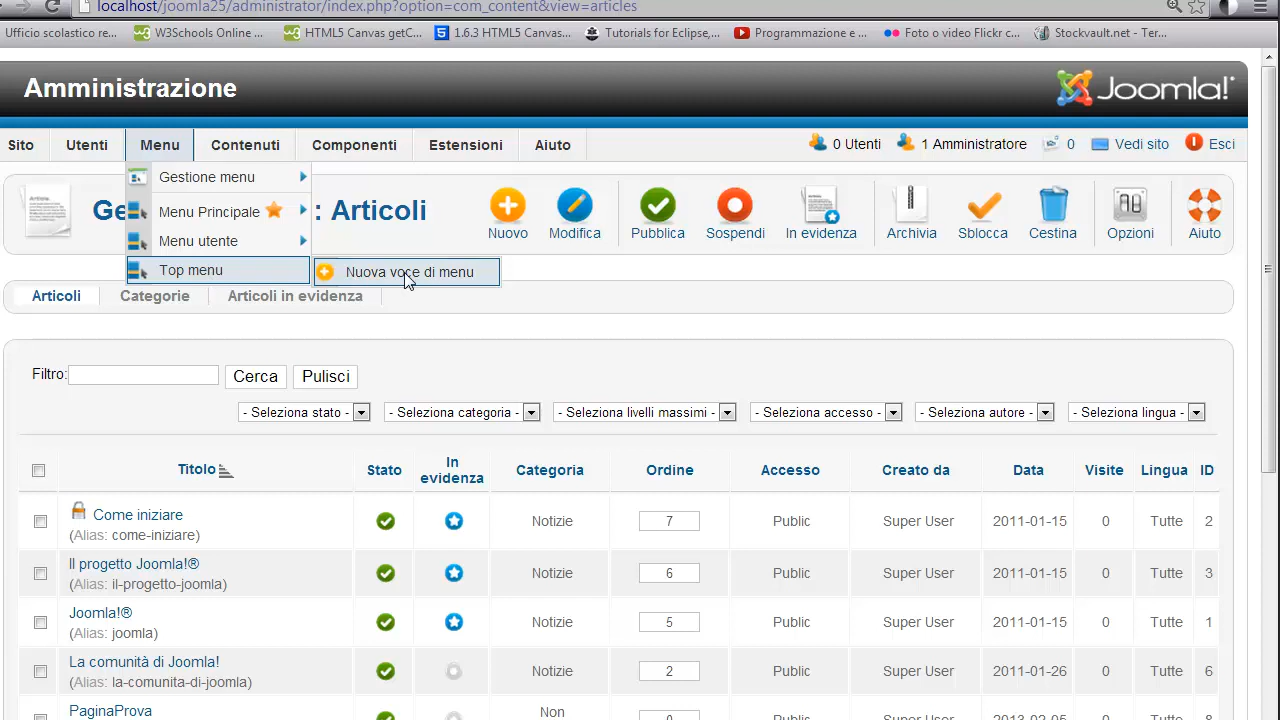 localhost/joomla25/administrator/index.php?option=com_content&view=articles
Ufficio scolastico re... W3Schools Online ... HTML5 Canvas getC... 1.6.3 HTML5 Canvas... Tutorials for Eclipse,... Programmazione e ... Foto o video Flickr c... Stockvault.net - Ter...
Amministrazione
Joomla!
Sito Utenti Menu Contenuti Componenti Estensioni Aiuto 0 Utenti 1 Amministratore 0 Vedi sito Esci
Gestione menu
Menu Principale
Menu utente
Top menu
Nuova voce di menu
Ge : Articoli
Nuovo Modifica Pubblica Sospendi In evidenza Archivia Sblocca Cestina Opzioni Aiuto
Articoli Categorie Articoli in evidenza
Filtro: Cerca Pulisci
- Seleziona stato - - Seleziona categoria - - Seleziona livelli massimi - - Seleziona accesso - - Seleziona autore - - Seleziona lingua -
Titolo Stato In evidenza Categoria Ordine Accesso Creato da Data Visite Lingua ID
Come iniziare
(Alias: come-iniziare) Notizie 7 Public Super User 2011-01-15 0 Tutte 2
Il progetto Joomla!®
(Alias: il-progetto-joomla) Notizie 6 Public Super User 2011-01-15 0 Tutte 3
Joomla!®
(Alias: joomla) Notizie 5 Public Super User 2011-01-15 0 Tutte 1
La comunità di Joomla!
(Alias: la-comunita-di-joomla) Notizie 2 Public Super User 2011-01-26 0 Tutte 6
PaginaProva Non